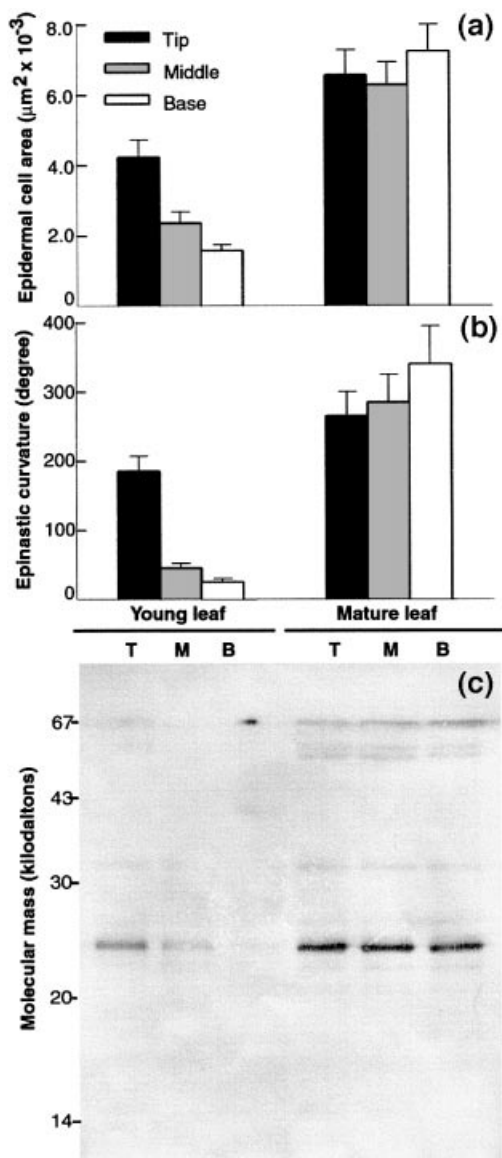 (a)
8.0
6.0
4.0
2.0
0
Epidermal cell area (μm² x 10⁻³)
Tip
Middle
Base
(b)
400
300
200
100
0
Epinastic curvature (degree)
Young leaf Mature leaf
T M B T M B
(c)
67
43
30
20
14
Molecular mass (kilodaltons)